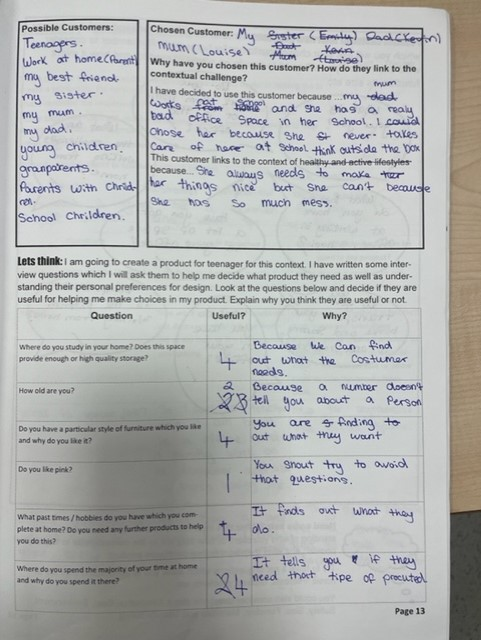 Possible Customers:
Teenagers.
Work at home (Parent)
my best friend
my sister.
my mum.
my dad.
young children.
granparents.
Parents with Chrild-
ren.
School Chrildren.
Chosen Customer: My Sister (Emily) Dad (Kevin)
mum (Louise) Dad Kevin
Mum (Louise)
Why have you chosen this customer? How do they link to the
contextual challenge?
I have decided to use this customer because ...my dad mum
works from home at school and she has a realy
bad office space in her school. I could
chose her because she never takes
care of her at school think outside the box
This customer links to the context of healthy and active lifestyles
because... She always needs to make her
her things nice but she can't because
she has so much mess.
Lets think: I am going to create a product for teenager for this context. I have written some inter-
view questions which I will ask them to help me decide what product they need as well as under-
standing their personal preferences for design. Look at the questions below and decide if they are
useful for helping me make choices in my product. Explain why you think they are useful or not.
Question Useful? Why?
Where do you study in your home? Does this space
provide enough or high quality storage?
4
Because we can find
out what the Costumer
needs.
How old are you?
2
23
Because a number doesn't
tell you about a Person
Do you have a particular style of furniture which you like
and why do you like it?
4
You are finding to
out what they want
Do you like pink?
1
You shout try to avoid
that questions.
What past times / hobbies do you have which you com-
plete at home? Do you need any further products to help
you do this?
4
It finds out what they
do.
Where do you spend the majority of your time at home
and why do you spend it there?
24
It tells you if they
need that tipe of procuted
Page 13